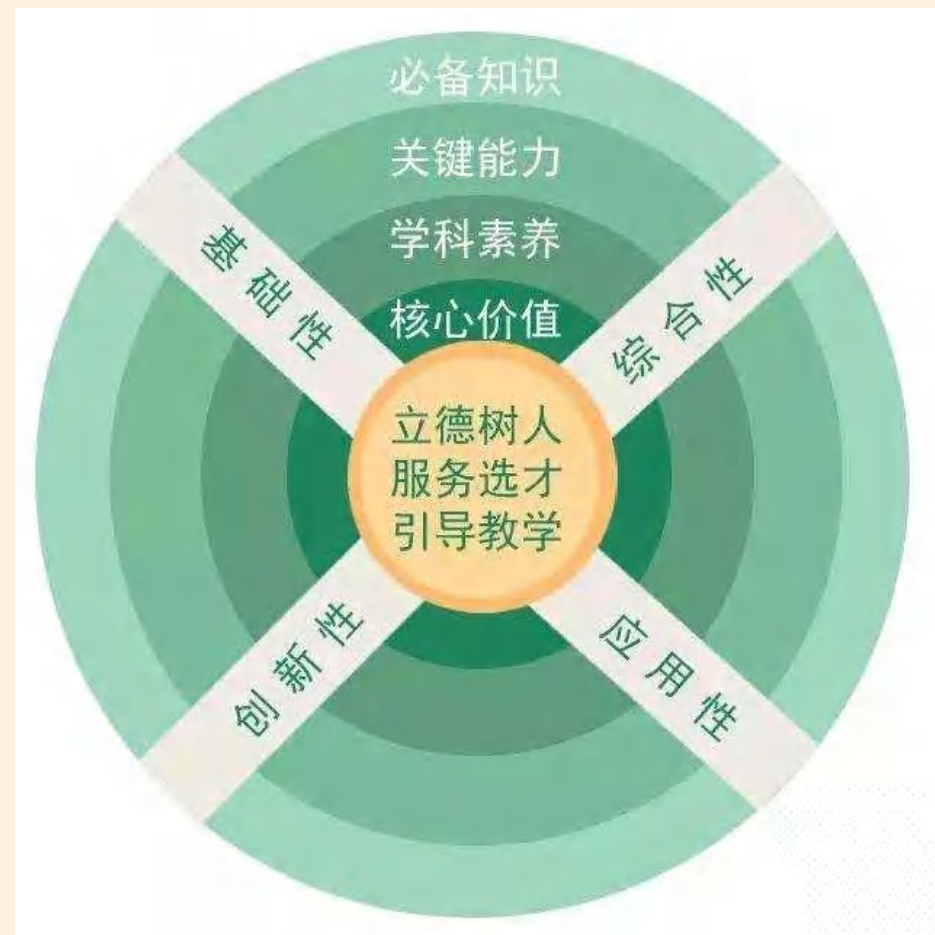 必备知识
关键能力
学科素养
核心价值
基础性
综合性
立德树人
服务选才
引导教学
创新性
应用性